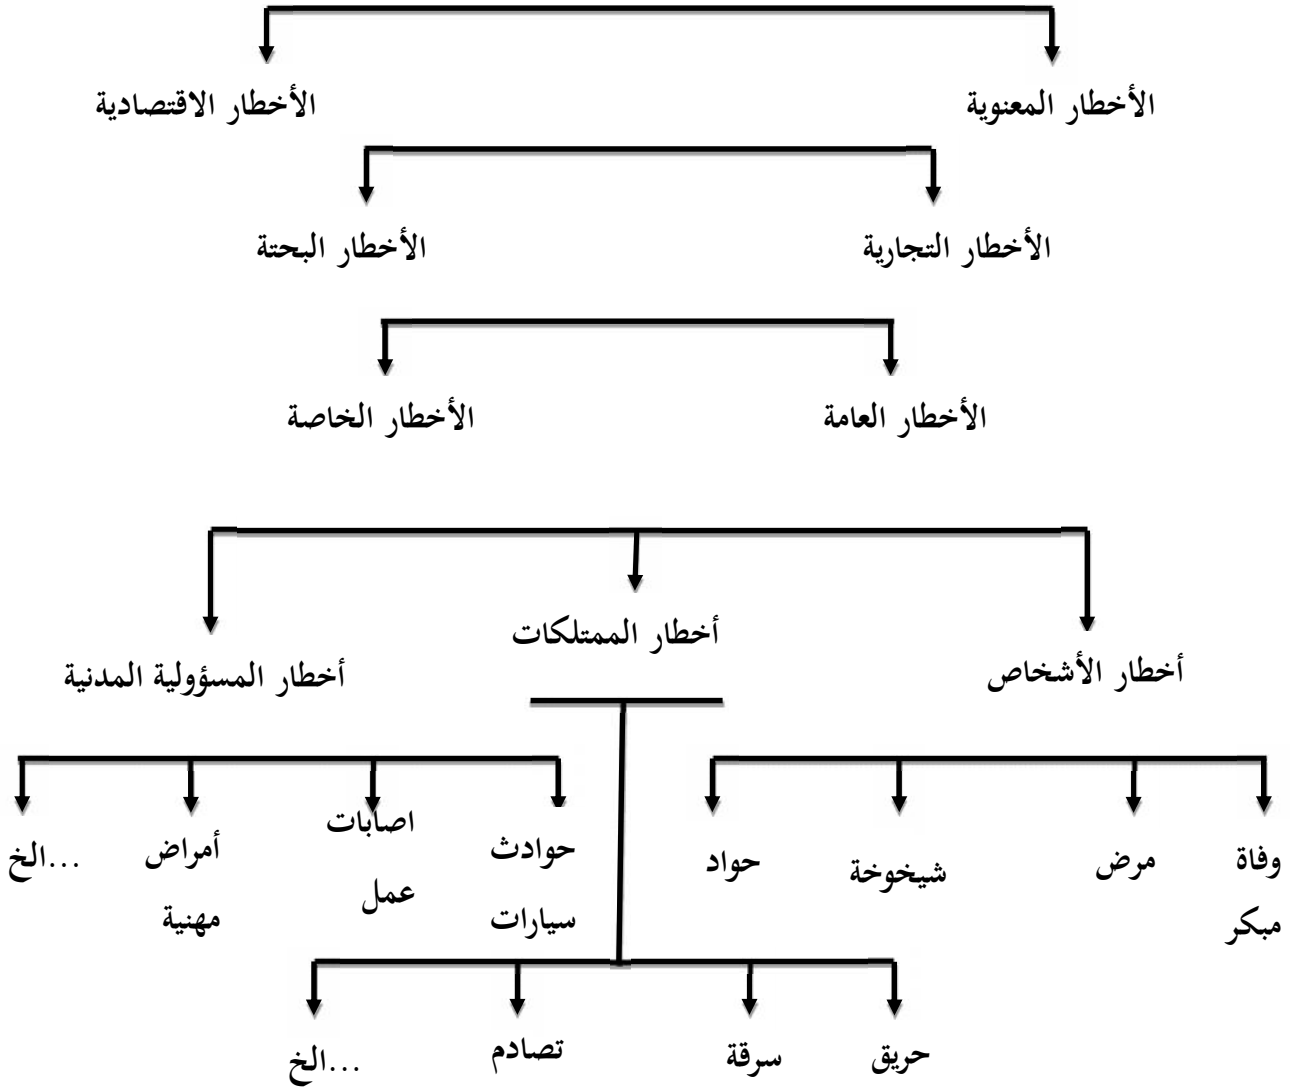 الأخطار المعنوية
الأخطار الاقتصادية
الأخطار التجارية
الأخطار البحتة
الأخطار العامة
الأخطار الخاصة
أخطار الأشخاص
أخطار الممتلكات
أخطار المسؤولية المدنية
وفاة
مبكر
مرض
شيخوخة
حواد
حوادث
سيارات
اصابات
عمل
أمراض
مهنية
...الخ
حريق
سرقة
تصادم
...الخ